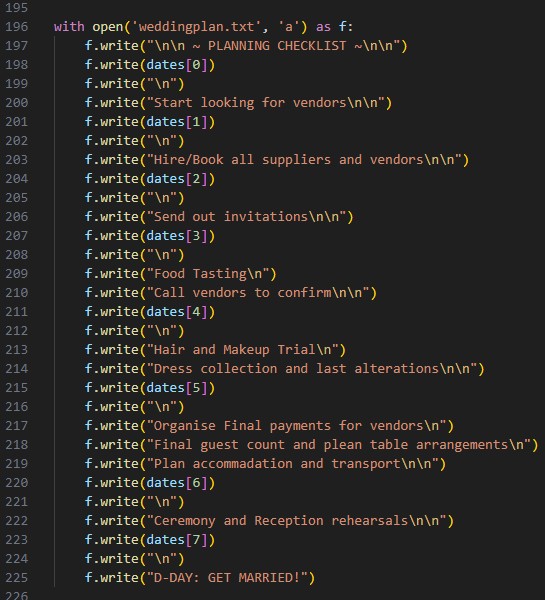 195
196 with open('weddingplan.txt', 'a') as f:
197     f.write("\n\n ~ PLANNING CHECKLIST ~\n\n")
198     f.write(dates[0])
199     f.write("\n")
200     f.write("Start looking for vendors\n\n")
201     f.write(dates[1])
202     f.write("\n")
203     f.write("Hire/Book all suppliers and vendors\n\n")
204     f.write(dates[2])
205     f.write("\n")
206     f.write("Send out invitations\n\n")
207     f.write(dates[3])
208     f.write("\n")
209     f.write("Food Tasting\n")
210     f.write("Call vendors to confirm\n\n")
211     f.write(dates[4])
212     f.write("\n")
213     f.write("Hair and Makeup Trial\n")
214     f.write("Dress collection and last alterations\n\n")
215     f.write(dates[5])
216     f.write("\n")
217     f.write("Organise Final payments for vendors\n")
218     f.write("Final guest count and plean table arrangements\n")
219     f.write("Plan accommadation and transport\n\n")
220     f.write(dates[6])
221     f.write("\n")
222     f.write("Ceremony and Reception rehearsals\n\n")
223     f.write(dates[7])
224     f.write("\n")
225     f.write("D-DAY: GET MARRIED!")
226